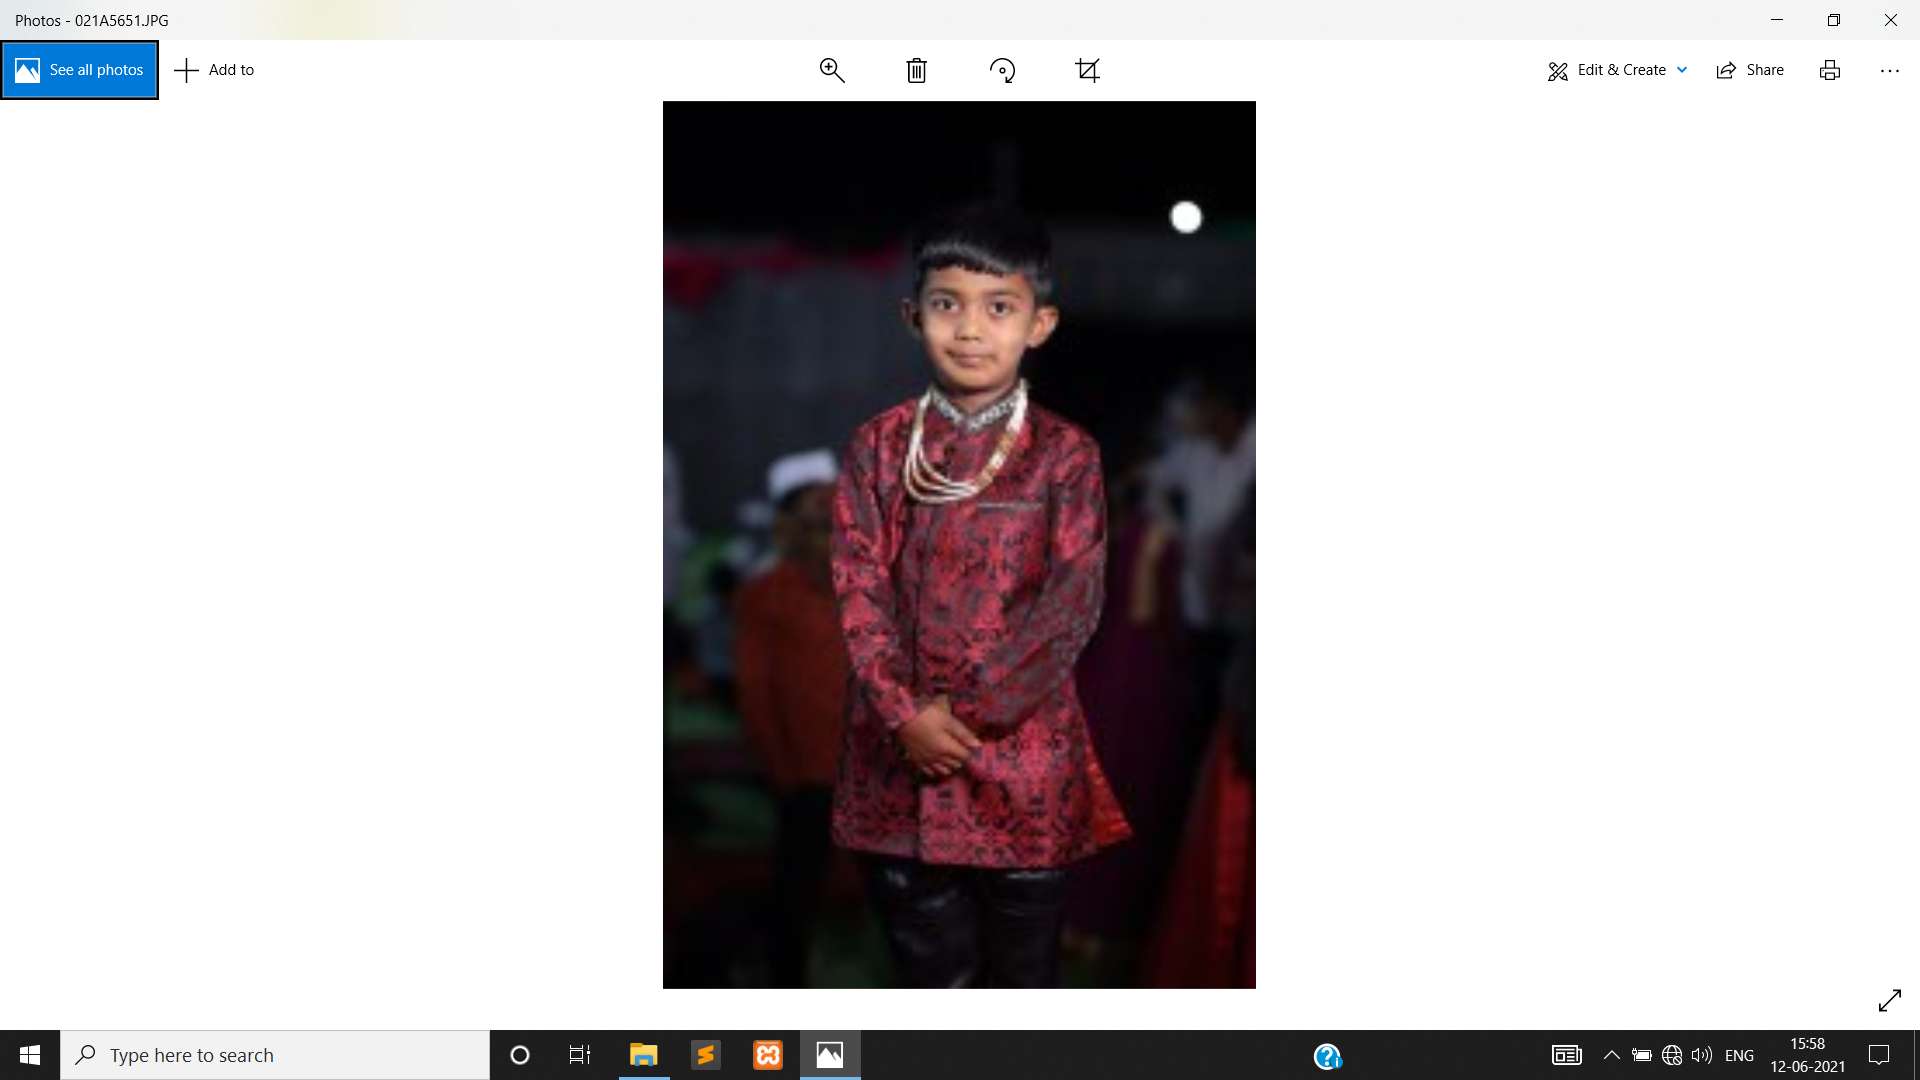 Photos - 021A5651.JPG
See all photos
Add to
Edit & Create
Share
Type here to search
ENG
15:58
12-06-2021